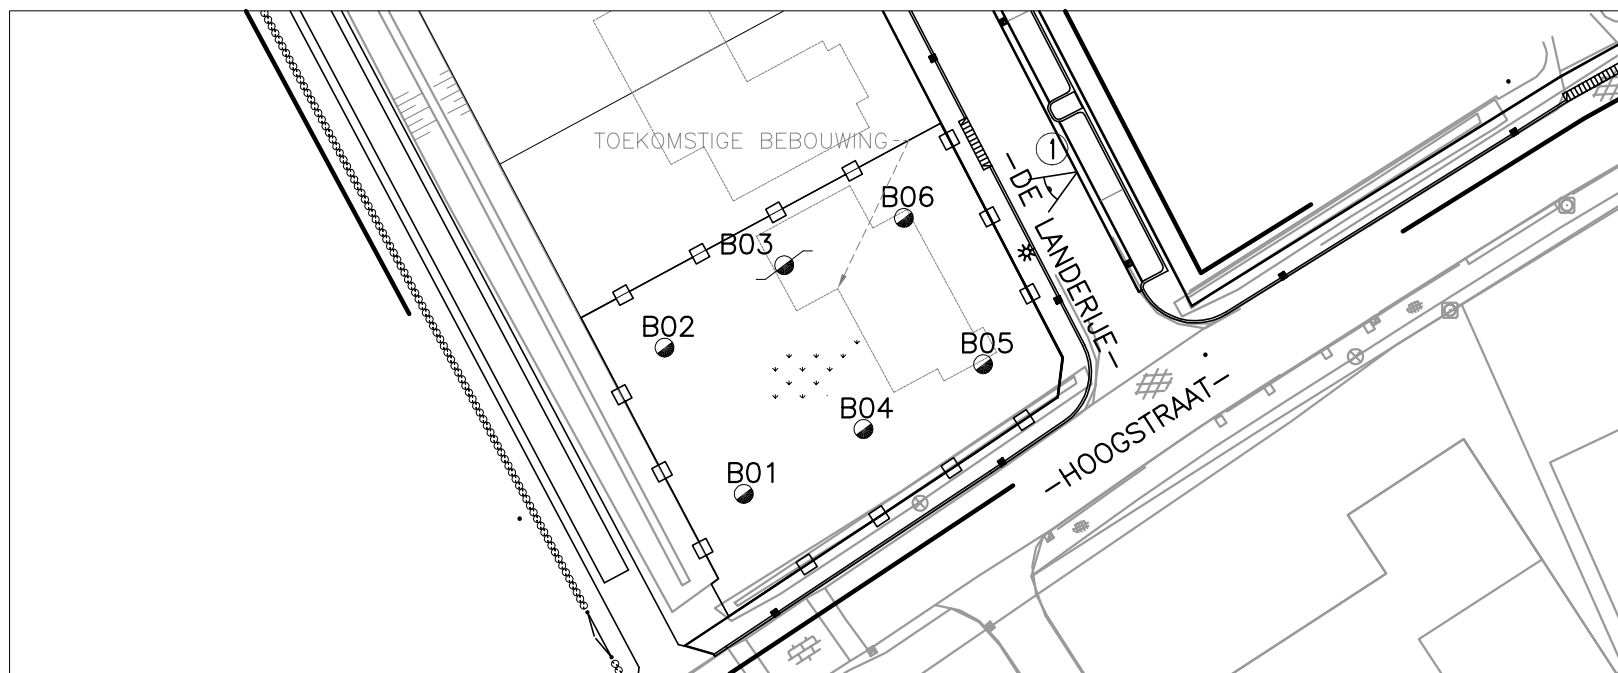 TOEKOMSTIGE BEBOUWING
1
-DE LANDERIJE-
B06
B03
B02
B05
B04
-HOOGSTRAAT-
B01